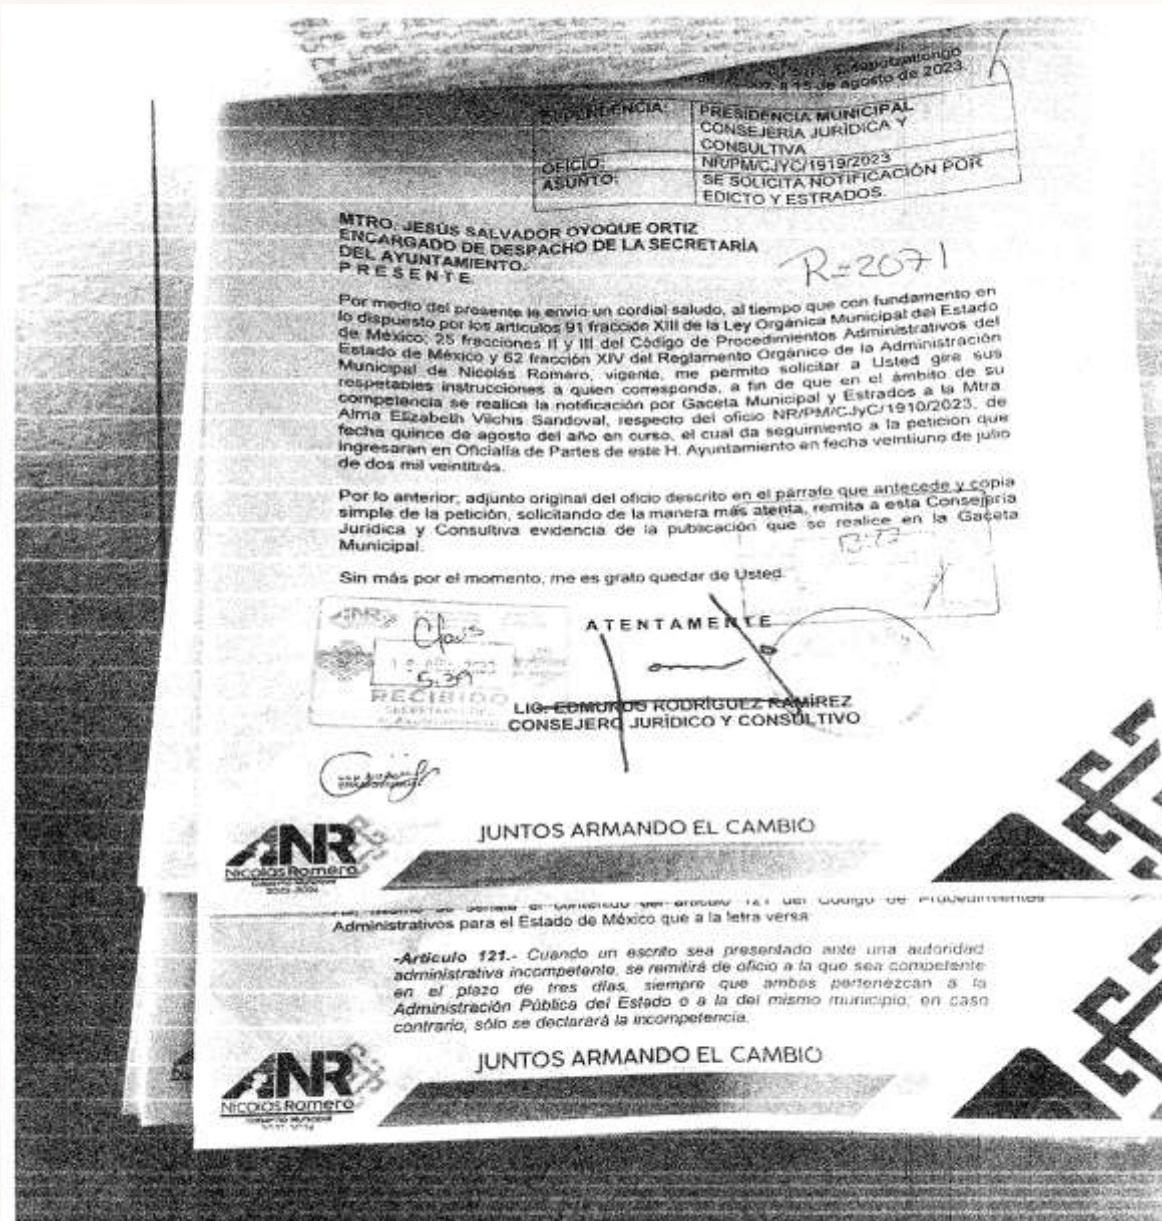 a 15 de agosto de 2023.
DEPENDENCIA: PRESIDENCIA MUNICIPAL
CONSEJERÍA JURÍDICA Y
CONSULTIVA
OFICIO: NR/PM/CJYC/1919/2023
ASUNTO: SE SOLICITA NOTIFICACIÓN POR
EDICTO Y ESTRADOS.
MTRO. JESÚS SALVADOR OYOQUE ORTIZ
ENCARGADO DE DESPACHO DE LA SECRETARÍA
DEL AYUNTAMIENTO.
P R E S E N T E
R=2071
Por medio del presente le envío un cordial saludo, al tiempo que con fundamento en
lo dispuesto por los artículos 91 fracción XIII de la Ley Orgánica Municipal del Estado
de México; 25 fracciones II y III del Código de Procedimientos Administrativos del
Estado de México y 62 fracción XIV del Reglamento Orgánico de la Administración
Municipal de Nicolás Romero, vigente, me permito solicitar a Usted gire sus
respetables instrucciones a quien corresponda, a fin de que en el ámbito de su
competencia se realice la notificación por Gaceta Municipal y Estrados a la Mtra
Alma Elizabeth Vilchis Sandoval, respecto del oficio NR/PM/CJyC/1910/2023, de
fecha quince de agosto del año en curso, el cual da seguimiento a la petición que
ingresaran en Oficialía de Partes de este H. Ayuntamiento en fecha veintiuno de julio
de dos mil veintitrés.
Por lo anterior, adjunto original del oficio descrito en el párrafo que antecede y copia
simple de la petición, solicitando de la manera más atenta, remita a esta Consejería
Jurídica y Consultiva evidencia de la publicación que se realice en la Gaceta
Municipal.
Sin más por el momento, me es grato quedar de Usted.
A T E N T A M E N T E
RECIBIDO
LIC. EDMUNDO RODRÍGUEZ RAMÍREZ
CONSEJERO JURÍDICO Y CONSULTIVO
NR
Nicolás Romero
JUNTOS ARMANDO EL CAMBIO
contenido del artículo 121 del Código de Procedimientos
Administrativos para el Estado de México que a la letra versa:
-Artículo 121.- Cuando un escrito sea presentado ante una autoridad
administrativa incompetente, se remitirá de oficio a la que sea competente
en el plazo de tres días, siempre que ambas pertenezcan a la
Administración Pública del Estado o a la del mismo municipio; en caso
contrario, sólo se declarará la incompetencia.
NR
Nicolás Romero
JUNTOS ARMANDO EL CAMBIO